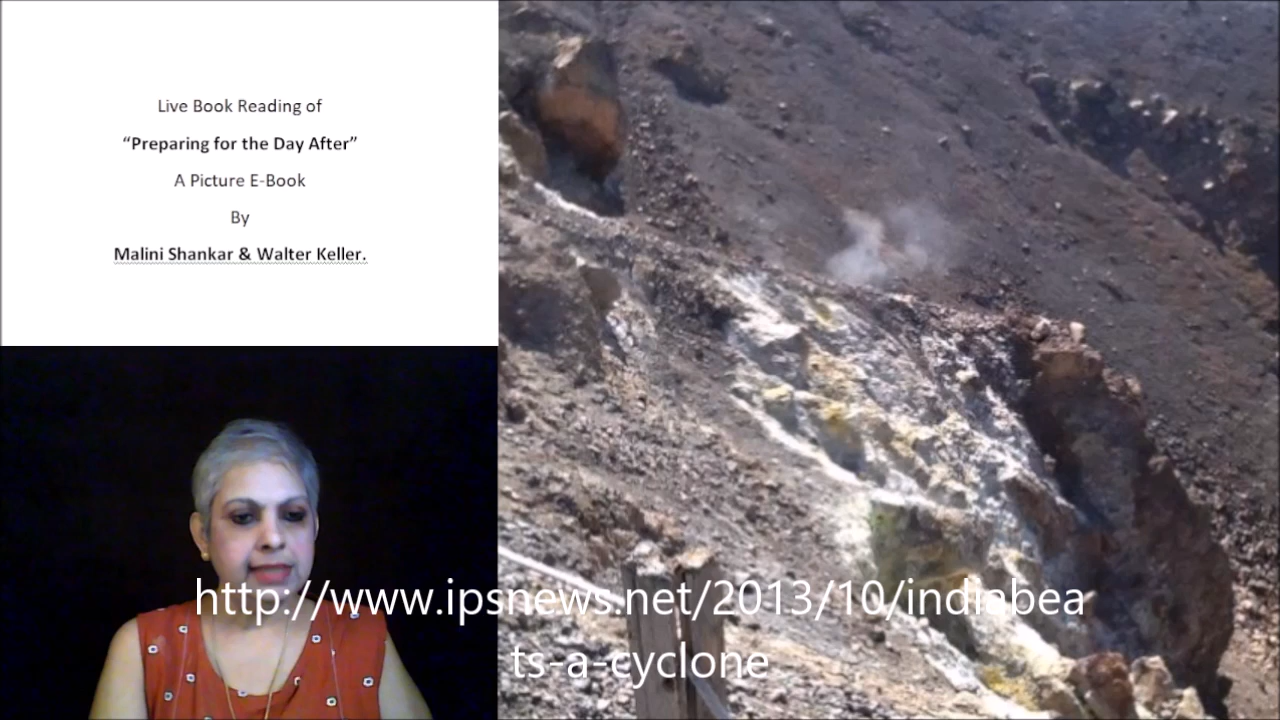 Live Book Reading of
“Preparing for the Day After”
A Picture E-Book
By
Malini Shankar & Walter Keller.
http://www.ipsnews.net/2013/10/indiabea
ts-a-cyclone